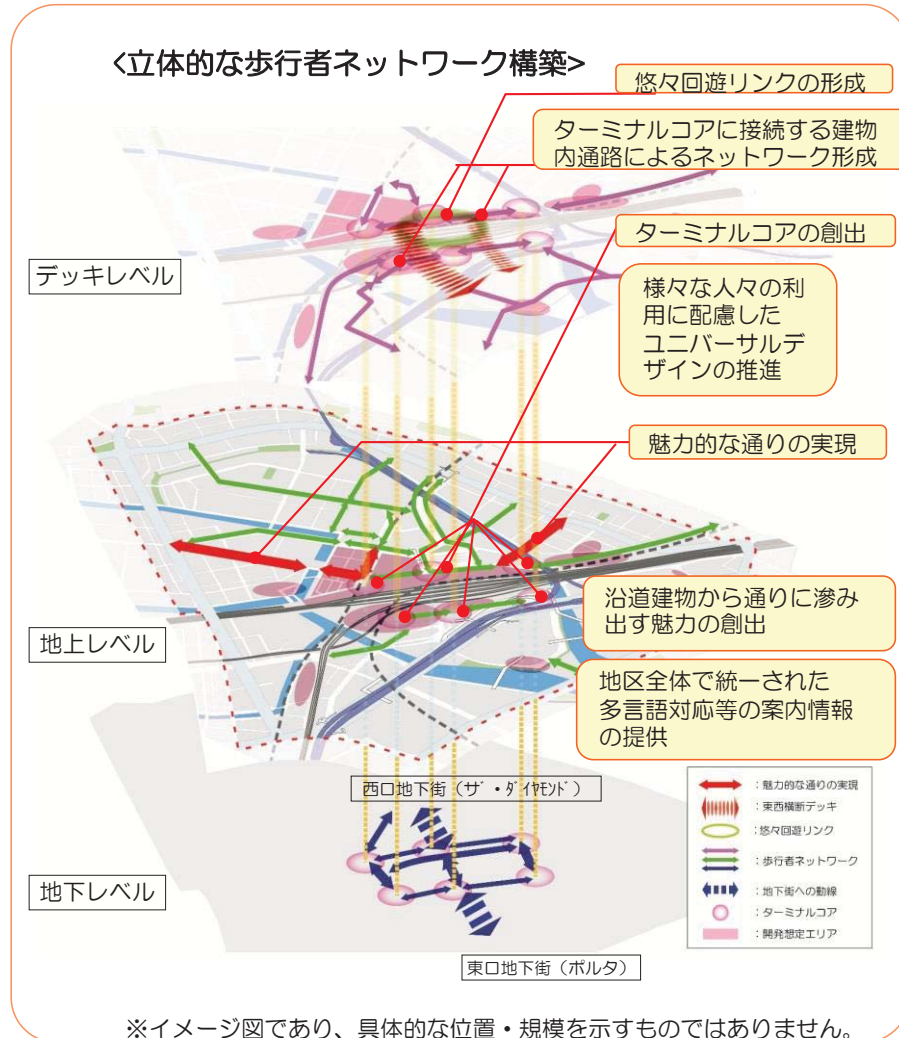 <立体的な歩行者ネットワーク構築>
悠々回遊リンクの形成
ターミナルコアに接続する建物
内通路によるネットワーク形成
ターミナルコアの創出
デッキレベル
様々な人々の利
用に配慮した
ユニバーサルデ
ザインの推進
魅力的な通りの実現
沿道建物から通りに滲み
出す魅力の創出
地上レベル
地区全体で統一された
多言語対応等の案内情報
の提供
西口地下街（ザ・ダイヤモンド）
：魅力的な通りの実現
：東西横断デッキ
：悠々回遊リンク
：歩行者ネットワーク
：地下街への動線
：ターミナルコア
：開発想定エリア
地下レベル
東口地下街（ポルタ）
※イメージ図であり、具体的な位置・規模を示すものではありません。